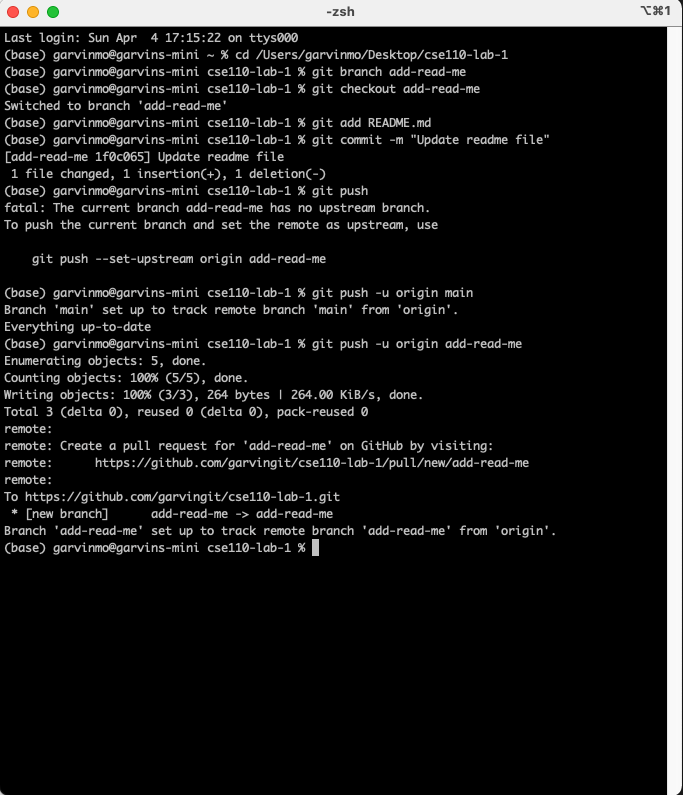 -zsh
⌥⌘1
Last login: Sun Apr  4 17:15:22 on ttys000
(base) garvinmo@garvins-mini ~ % cd /Users/garvinmo/Desktop/cse110-lab-1
(base) garvinmo@garvins-mini cse110-lab-1 % git branch add-read-me
(base) garvinmo@garvins-mini cse110-lab-1 % git checkout add-read-me
Switched to branch 'add-read-me'
(base) garvinmo@garvins-mini cse110-lab-1 % git add README.md
(base) garvinmo@garvins-mini cse110-lab-1 % git commit -m "Update readme file"
[add-read-me 1f0c065] Update readme file
 1 file changed, 1 insertion(+), 1 deletion(-)
(base) garvinmo@garvins-mini cse110-lab-1 % git push
fatal: The current branch add-read-me has no upstream branch.
To push the current branch and set the remote as upstream, use
    git push --set-upstream origin add-read-me
(base) garvinmo@garvins-mini cse110-lab-1 % git push -u origin main
Branch 'main' set up to track remote branch 'main' from 'origin'.
Everything up-to-date
(base) garvinmo@garvins-mini cse110-lab-1 % git push -u origin add-read-me
Enumerating objects: 5, done.
Counting objects: 100% (5/5), done.
Writing objects: 100% (3/3), 264 bytes | 264.00 KiB/s, done.
Total 3 (delta 0), reused 0 (delta 0), pack-reused 0
remote:
remote: Create a pull request for 'add-read-me' on GitHub by visiting:
remote:      https://github.com/garvingit/cse110-lab-1/pull/new/add-read-me
remote:
To https://github.com/garvingit/cse110-lab-1.git
 * [new branch]      add-read-me -> add-read-me
Branch 'add-read-me' set up to track remote branch 'add-read-me' from 'origin'.
(base) garvinmo@garvins-mini cse110-lab-1 %